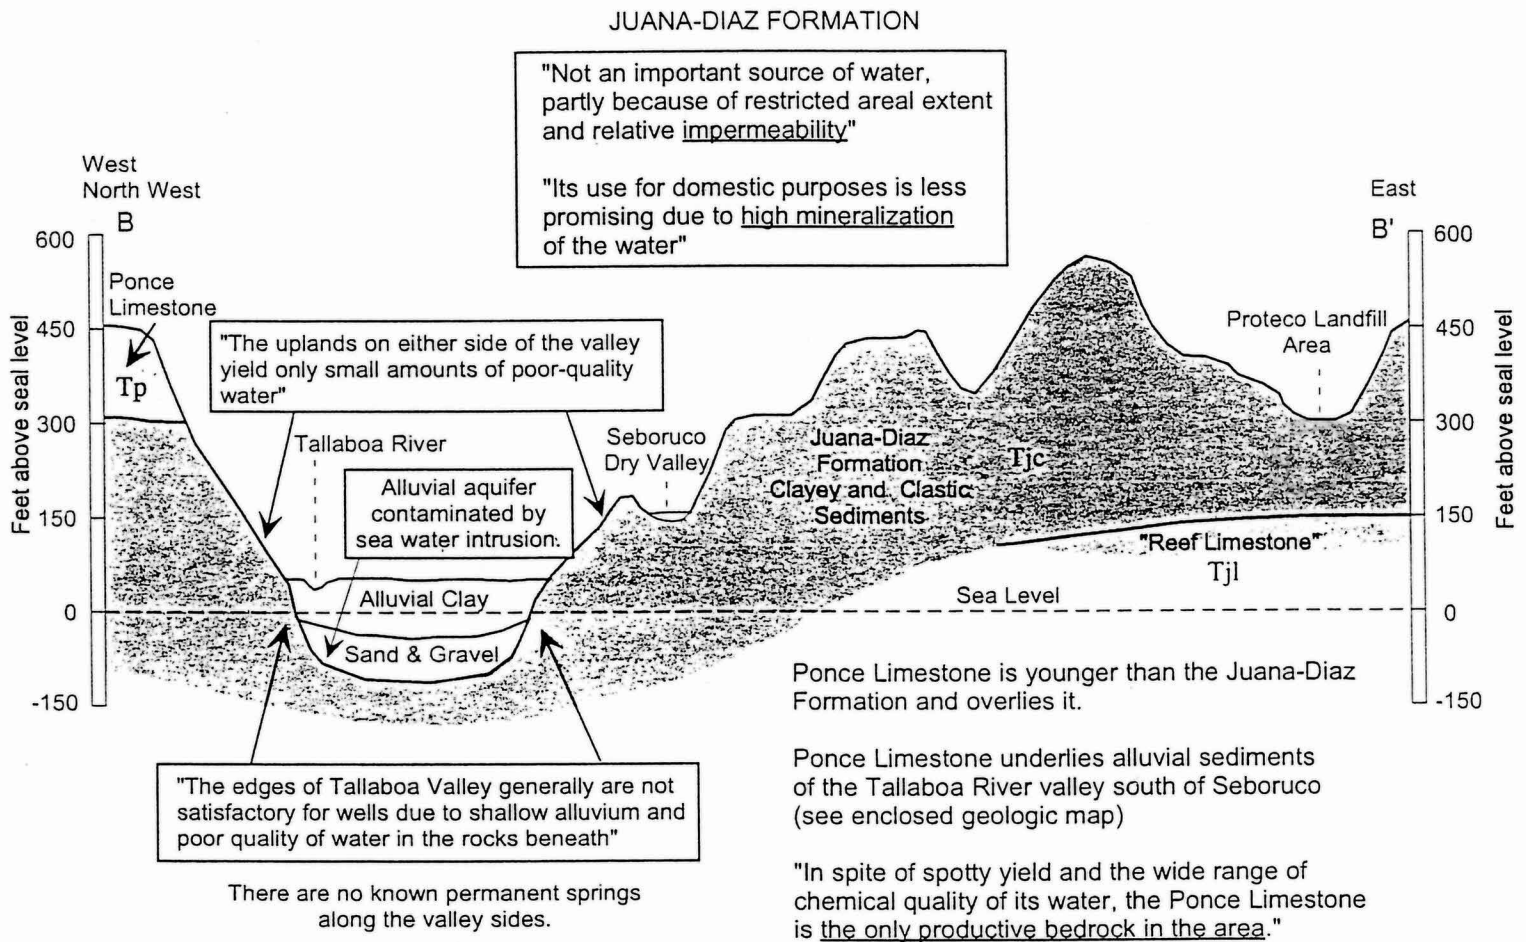 JUANA-DIAZ FORMATION
"Not an important source of water,
partly because of restricted areal extent
and relative impermeability"
"Its use for domestic purposes is less
promising due to high mineralization
of the water"
West
North West
B
East
B'
600
450
300
150
0
-150
Feet above seal level
600
450
300
150
0
-150
Feet above seal level
Ponce
Limestone
Tp
"The uplands on either side of the valley
yield only small amounts of poor-quality
water"
Tallaboa River
Alluvial aquifer
contaminated by
sea water intrusion.
Seboruco
Dry Valley
Juana-Diaz
Formation
Clayey and Clastic
Sediments
Tjc
Proteco Landfill
Area
"Reef Limestone"
Tjl
Alluvial Clay
Sea Level
Sand & Gravel
"The edges of Tallaboa Valley generally are not
satisfactory for wells due to shallow alluvium and
poor quality of water in the rocks beneath"
There are no known permanent springs
along the valley sides.
Ponce Limestone is younger than the Juana-Diaz
Formation and overlies it.
Ponce Limestone underlies alluvial sediments
of the Tallaboa River valley south of Seboruco
(see enclosed geologic map)
"In spite of spotty yield and the wide range of
chemical quality of its water, the Ponce Limestone
is the only productive bedrock in the area."